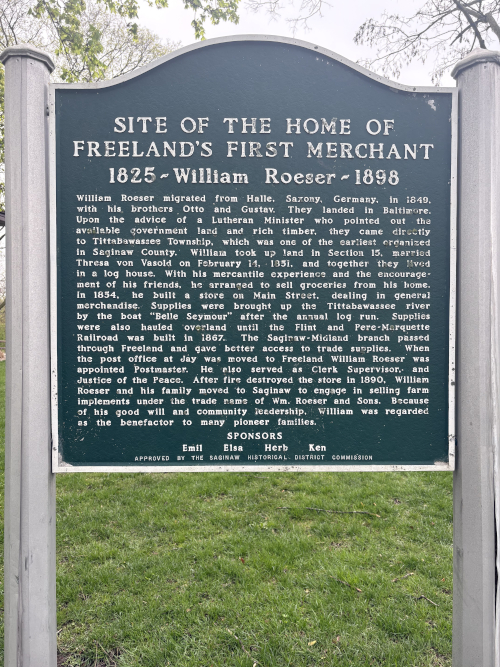 SITE OF THE HOME OF
FREELAND'S FIRST MERCHANT
1825~William Roeser~1898
William Roeser migrated from Halle, Saxony, Germany, in 1849,
with his brothers Otto and Gustav. They landed in Baltimore.
Upon the advice of a Lutheran Minister who pointed out the
available government land and rich timber, they came directly
to Tittabawassee Township, which was one of the earliest organized
in Saginaw County. William took up land in Section 15, married
Thresa von Vasold on February 14, 1851, and together they lived
in a log house. With his mercantile experience and the encourage-
ment of his friends, he arranged to sell groceries from his home.
In 1854, he built a store on Main Street, dealing in general
merchandise. Supplies were brought up the Tittabawassee river
by the boat "Belle Seymour" after the annual log run. Supplies
were also hauled overland until the Flint and Pere-Marquette
Railroad was built in 1867. The Saginaw-Midland branch passed
through Freeland and gave better access to trade supplies. When
the post office at Jay was moved to Freeland William Roeser was
appointed Postmaster. He also served as Clerk Supervisor, and
Justice of the Peace. After fire destroyed the store in 1890, William
Roeser and his family moved to Saginaw to engage in selling farm
implements under the trade name of Wm. Roeser and Sons. Because
of his good will and community leadership, William was regarded
as the benefactor to many pioneer families.
SPONSORS
Emil Elsa Herb Ken
APPROVED BY THE SAGINAW HISTORICAL DISTRICT COMMISSION